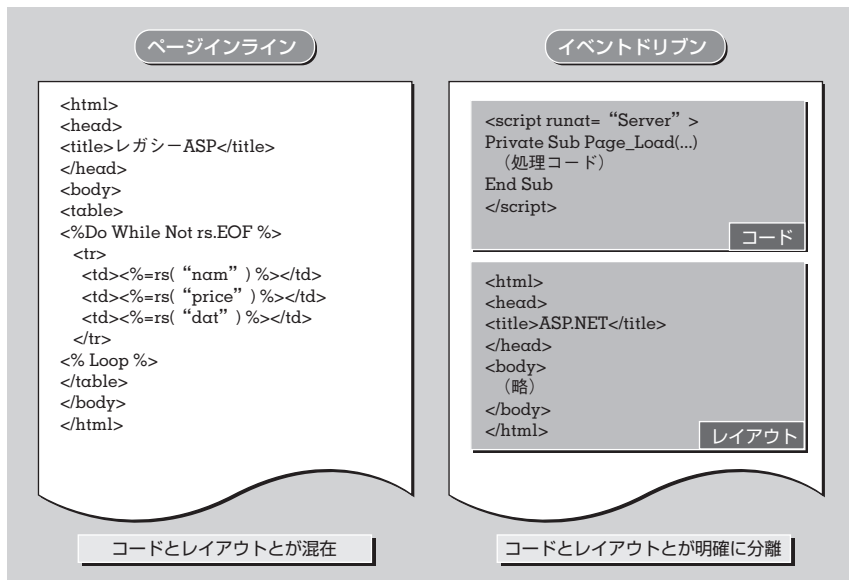 ページインライン
<html>
<head>
<title>レガシーASP</title>
</head>
<body>
<table>
<%Do While Not rs.EOF %>
<tr>
<td><%=rs(“nam”) %></td>
<td><%=rs(“price”) %></td>
<td><%=rs(“dat”) %></td>
</tr>
<% Loop %>
</table>
</body>
</html>
コードとレイアウトとが混在
イベントドリブン
<script runat=“Server”>
Private Sub Page_Load(...)
（処理コード）
End Sub
</script>
コード
<html>
<head>
<title>ASP.NET</title>
</head>
<body>
（略）
</body>
</html>
レイアウト
コードとレイアウトとが明確に分離